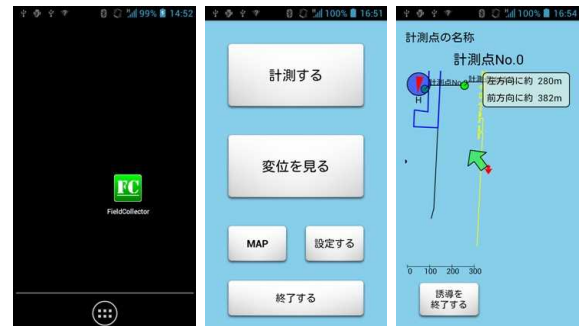 99% 14:52
FC
FieldCollector
100% 16:51
計測する
変位を見る
MAP
設定する
終了する
100% 16:54
計測点の名称
計測点No.0
左方向に約 280m
前方向に約 382m
H
0 100 200 300
誘導を
終了する